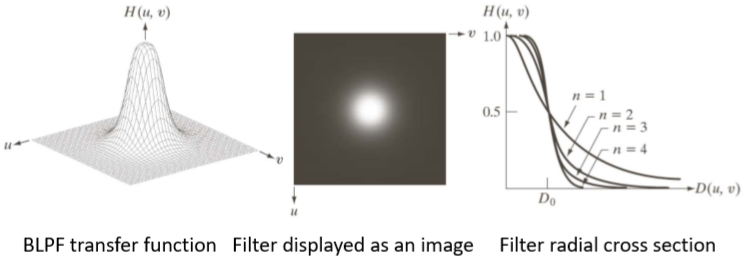 H(u, v)
u
v
BLPF transfer function
v
u
Filter displayed as an image
H(u, v)
1.0
0.5
n = 1
n = 2
n = 3
n = 4
D₀
D(u, v)
Filter radial cross section